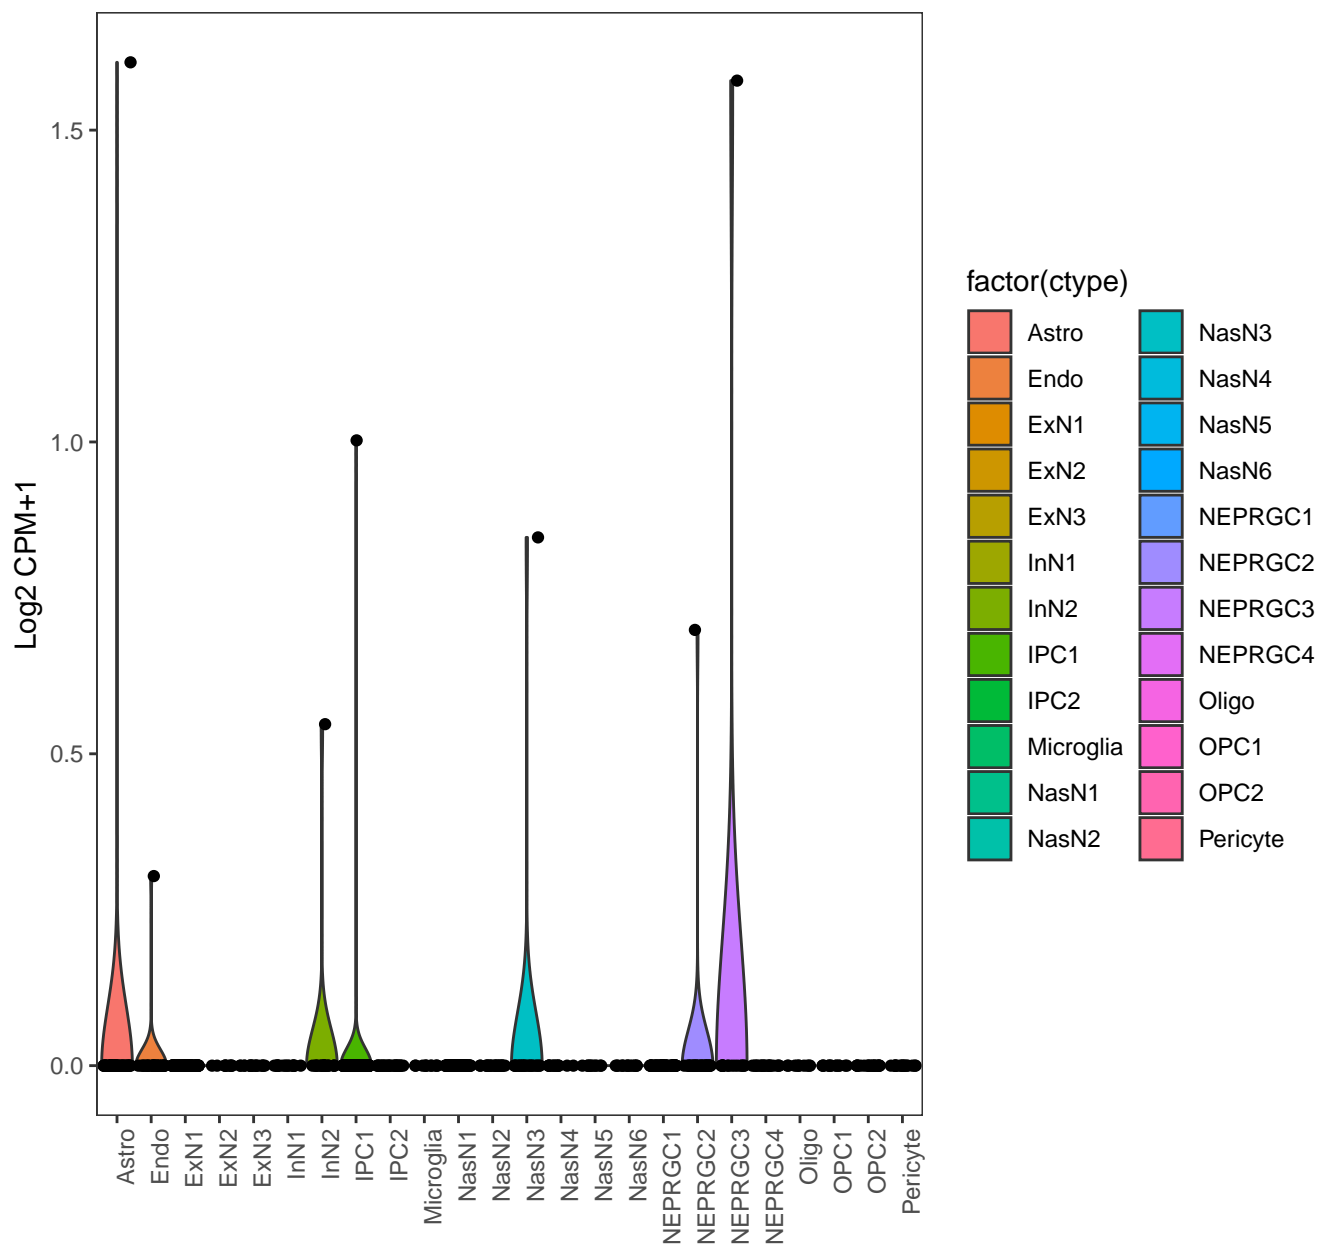 1.5
1.0
0.5
0.0
Log2 CPM+1
Astro
Endo
ExN1
ExN2
ExN3
InN1
InN2
IPC1
IPC2
Microglia
NasN1
NasN2
NasN3
NasN4
NasN5
NasN6
NEPRGC1
NEPRGC2
NEPRGC3
NEPRGC4
Oligo
OPC1
OPC2
Pericyte
factor(ctype)
Astro
Endo
ExN1
ExN2
ExN3
InN1
InN2
IPC1
IPC2
Microglia
NasN1
NasN2
NasN3
NasN4
NasN5
NasN6
NEPRGC1
NEPRGC2
NEPRGC3
NEPRGC4
Oligo
OPC1
OPC2
Pericyte